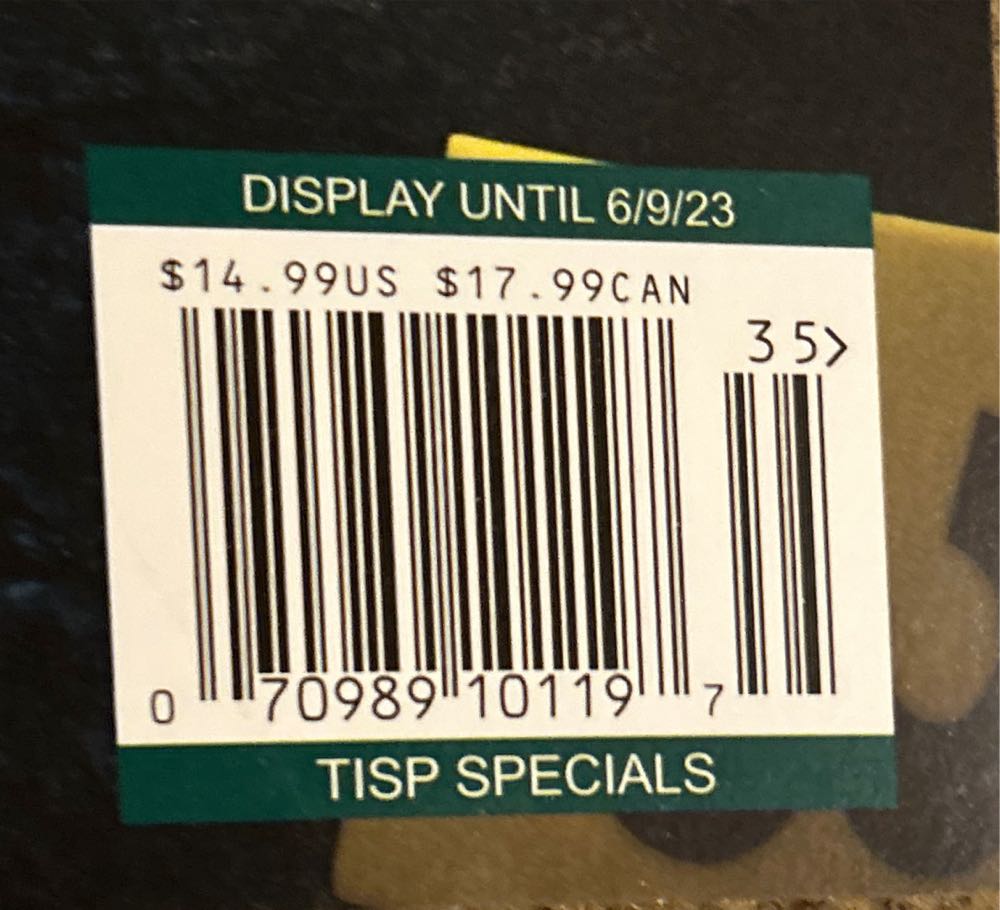 DISPLAY UNTIL 6/9/23
$14.99US $17.99CAN
35>
0 70989 10119 7
TISP SPECIALS